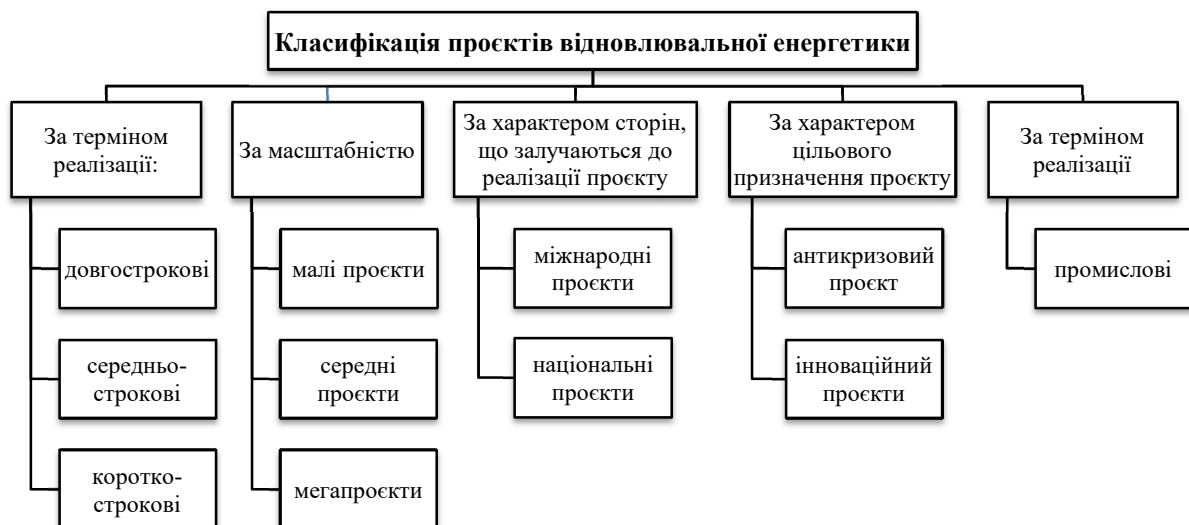 Класифікація проєктів відновлювальної енергетики
За терміном
реалізації:
довгострокові
середньо-
строкові
коротко-
строкові
За масштабністю
малі проєкти
середні
проєкти
мегапроєкти
За характером сторін,
що залучаються до
реалізації проєкту
міжнародні
проєкти
національні
проєкти
За характером
цільового
призначення проєкту
антикризовий
проєкт
інноваційний
проєкти
За терміном
реалізації
промислові